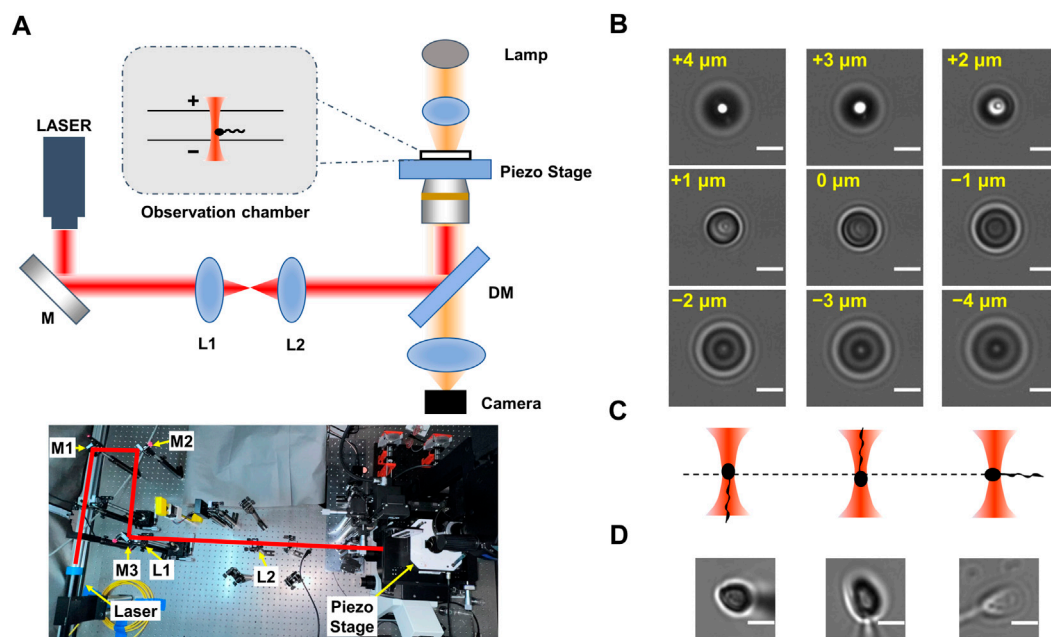 A
Lamp
+
LASER
−
Piezo Stage
Observation chamber
M
DM
L1
L2
Camera
M1
M2
M3
L1
L2
Laser
Piezo
Stage
B
+4 μm
+3 μm
+2 μm
+1 μm
0 μm
−1 μm
−2 μm
−3 μm
−4 μm
C
D